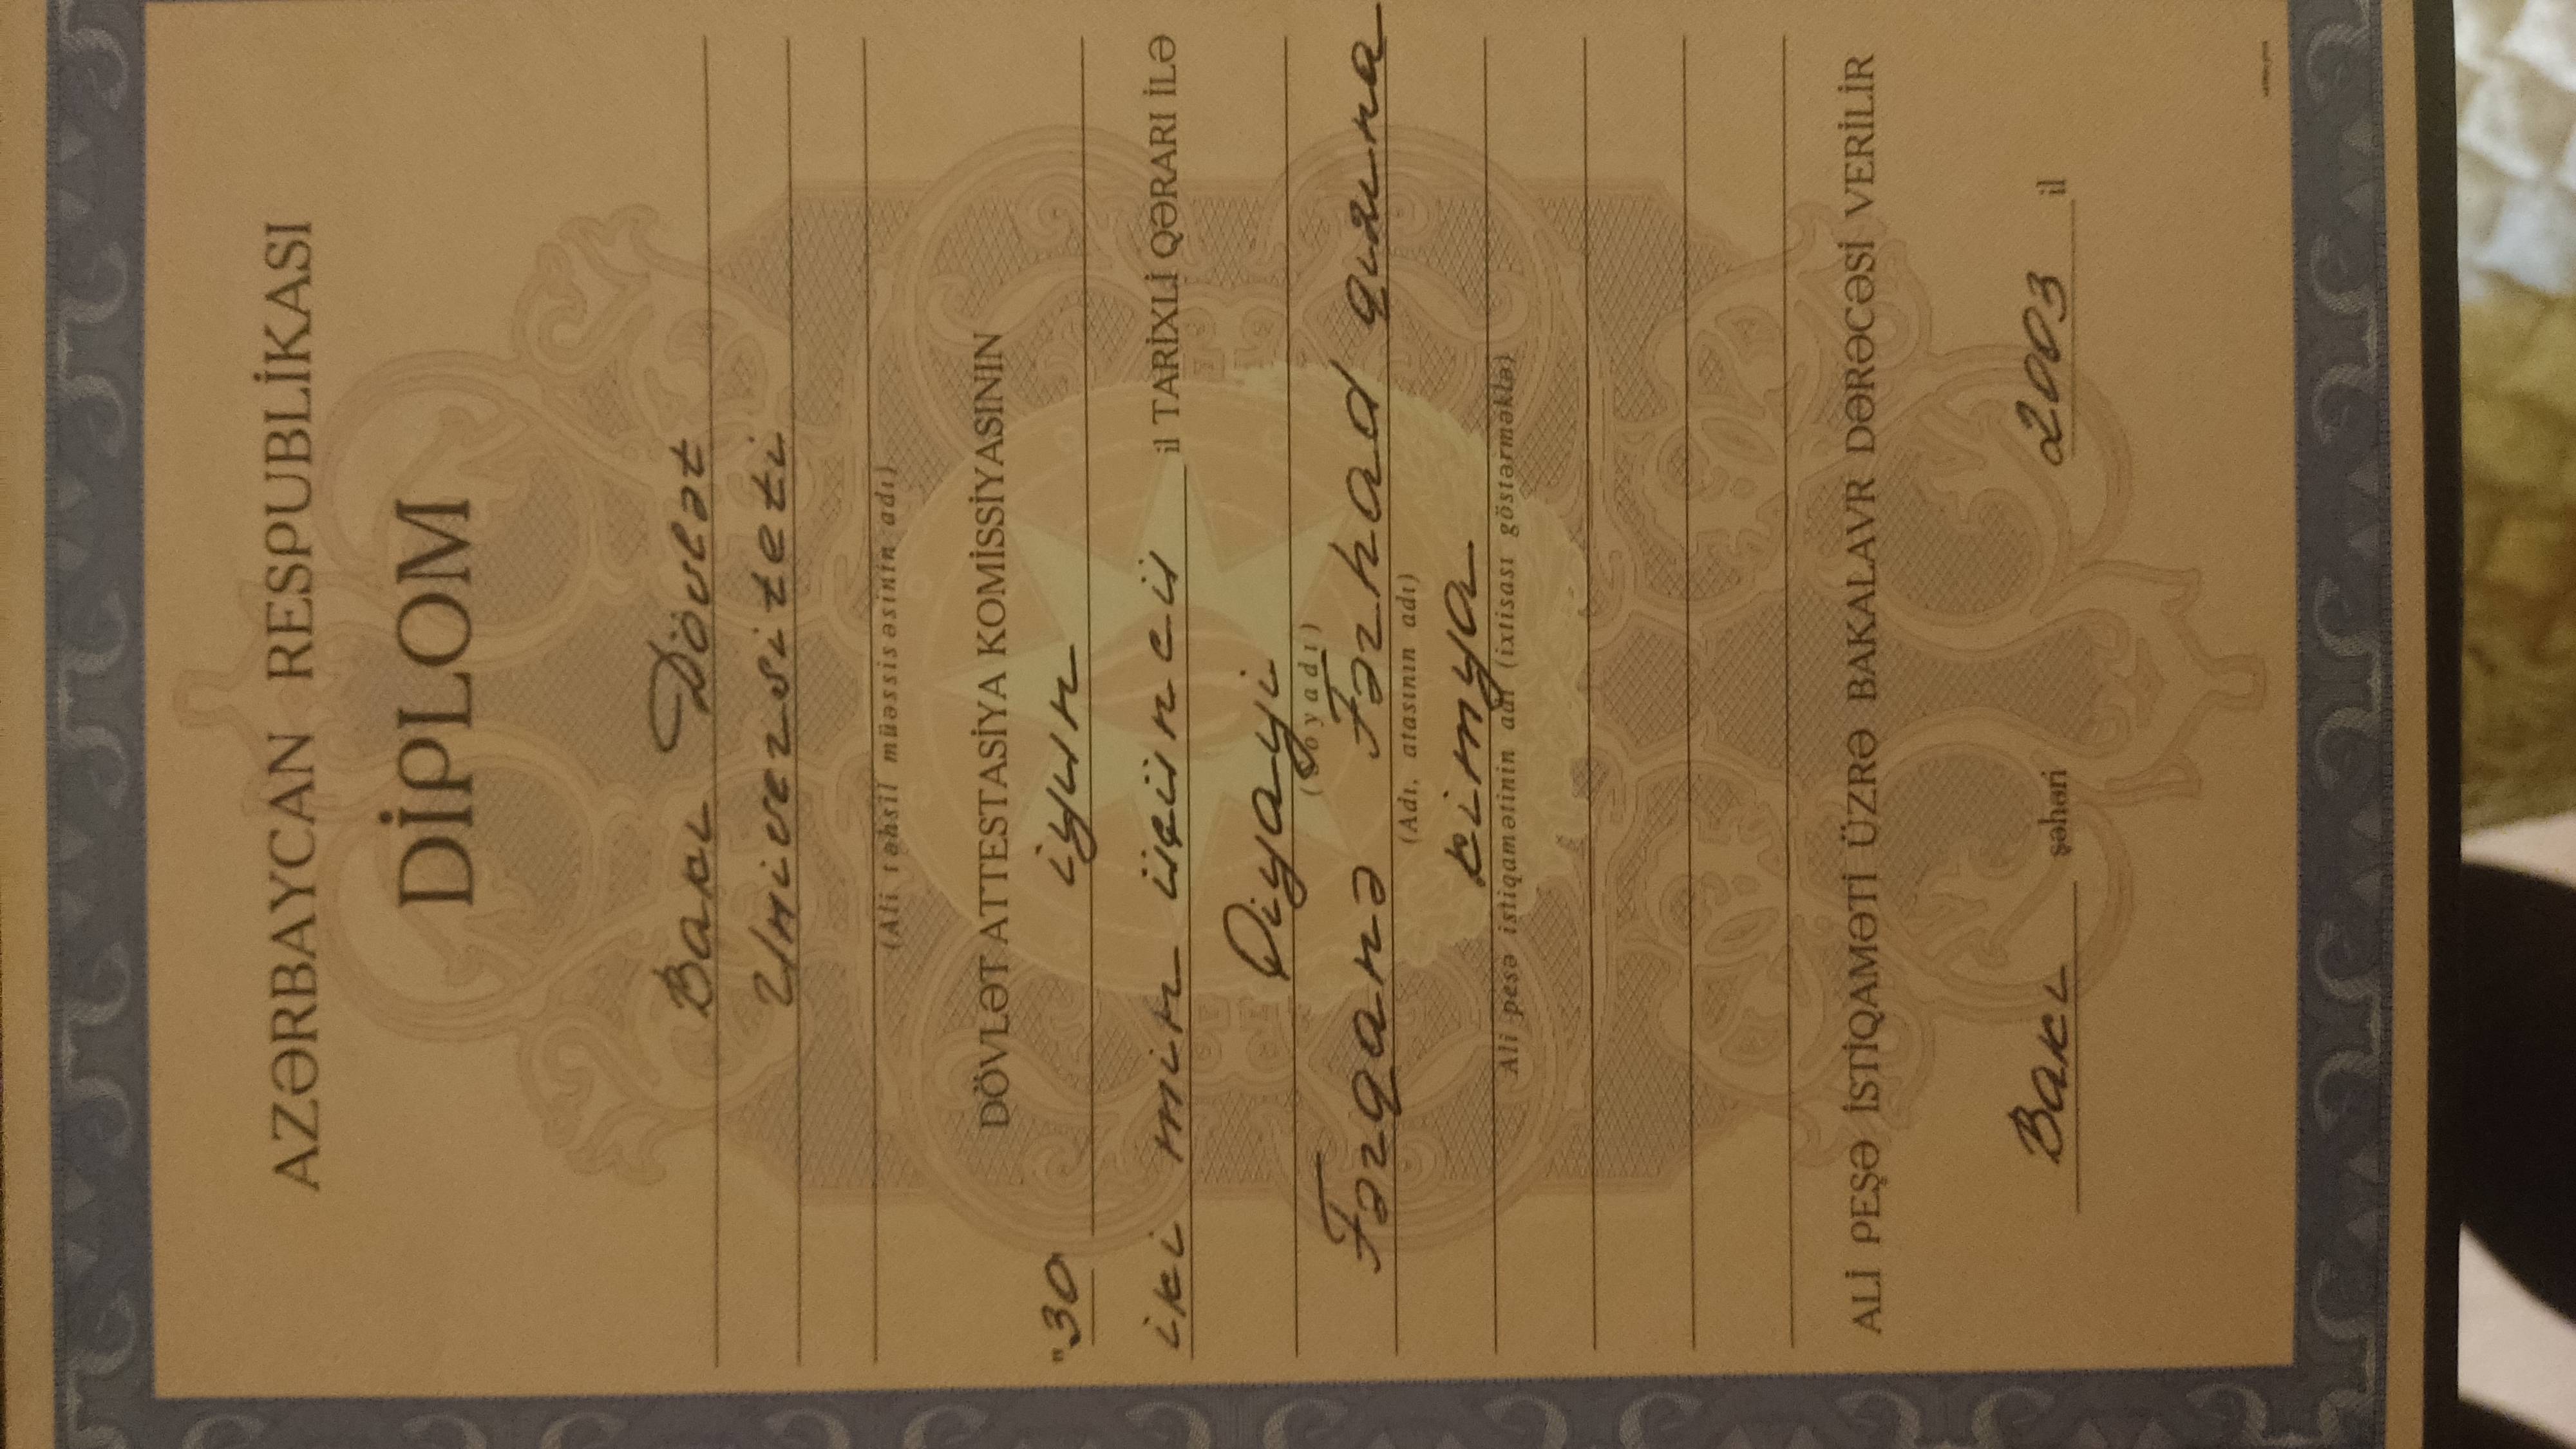 AZƏRBAYCAN RESPUBLİKASI
DİPLOM
Bakı Dövlət
Universiteti
(Ali təhsil müəssisəsinin adı)
DÖVLƏT ATTESTASİYA KOMİSSİYASININ
"30 iyun
iki min üçüncü il TARİXLİ QƏRARI İLƏ
Qiyayi
(Soyadı)
Fərqanə Fərhad qızına
(Adı, atasının adı)
kimya
Ali peşə istiqamətinin adı (ixtisası göstərməklə)
ALİ PEŞƏ İSTİQAMƏTİ ÜZRƏ BAKALAVR DƏRƏCƏSİ VERİLİR
Bakı şəhəri 2003 il